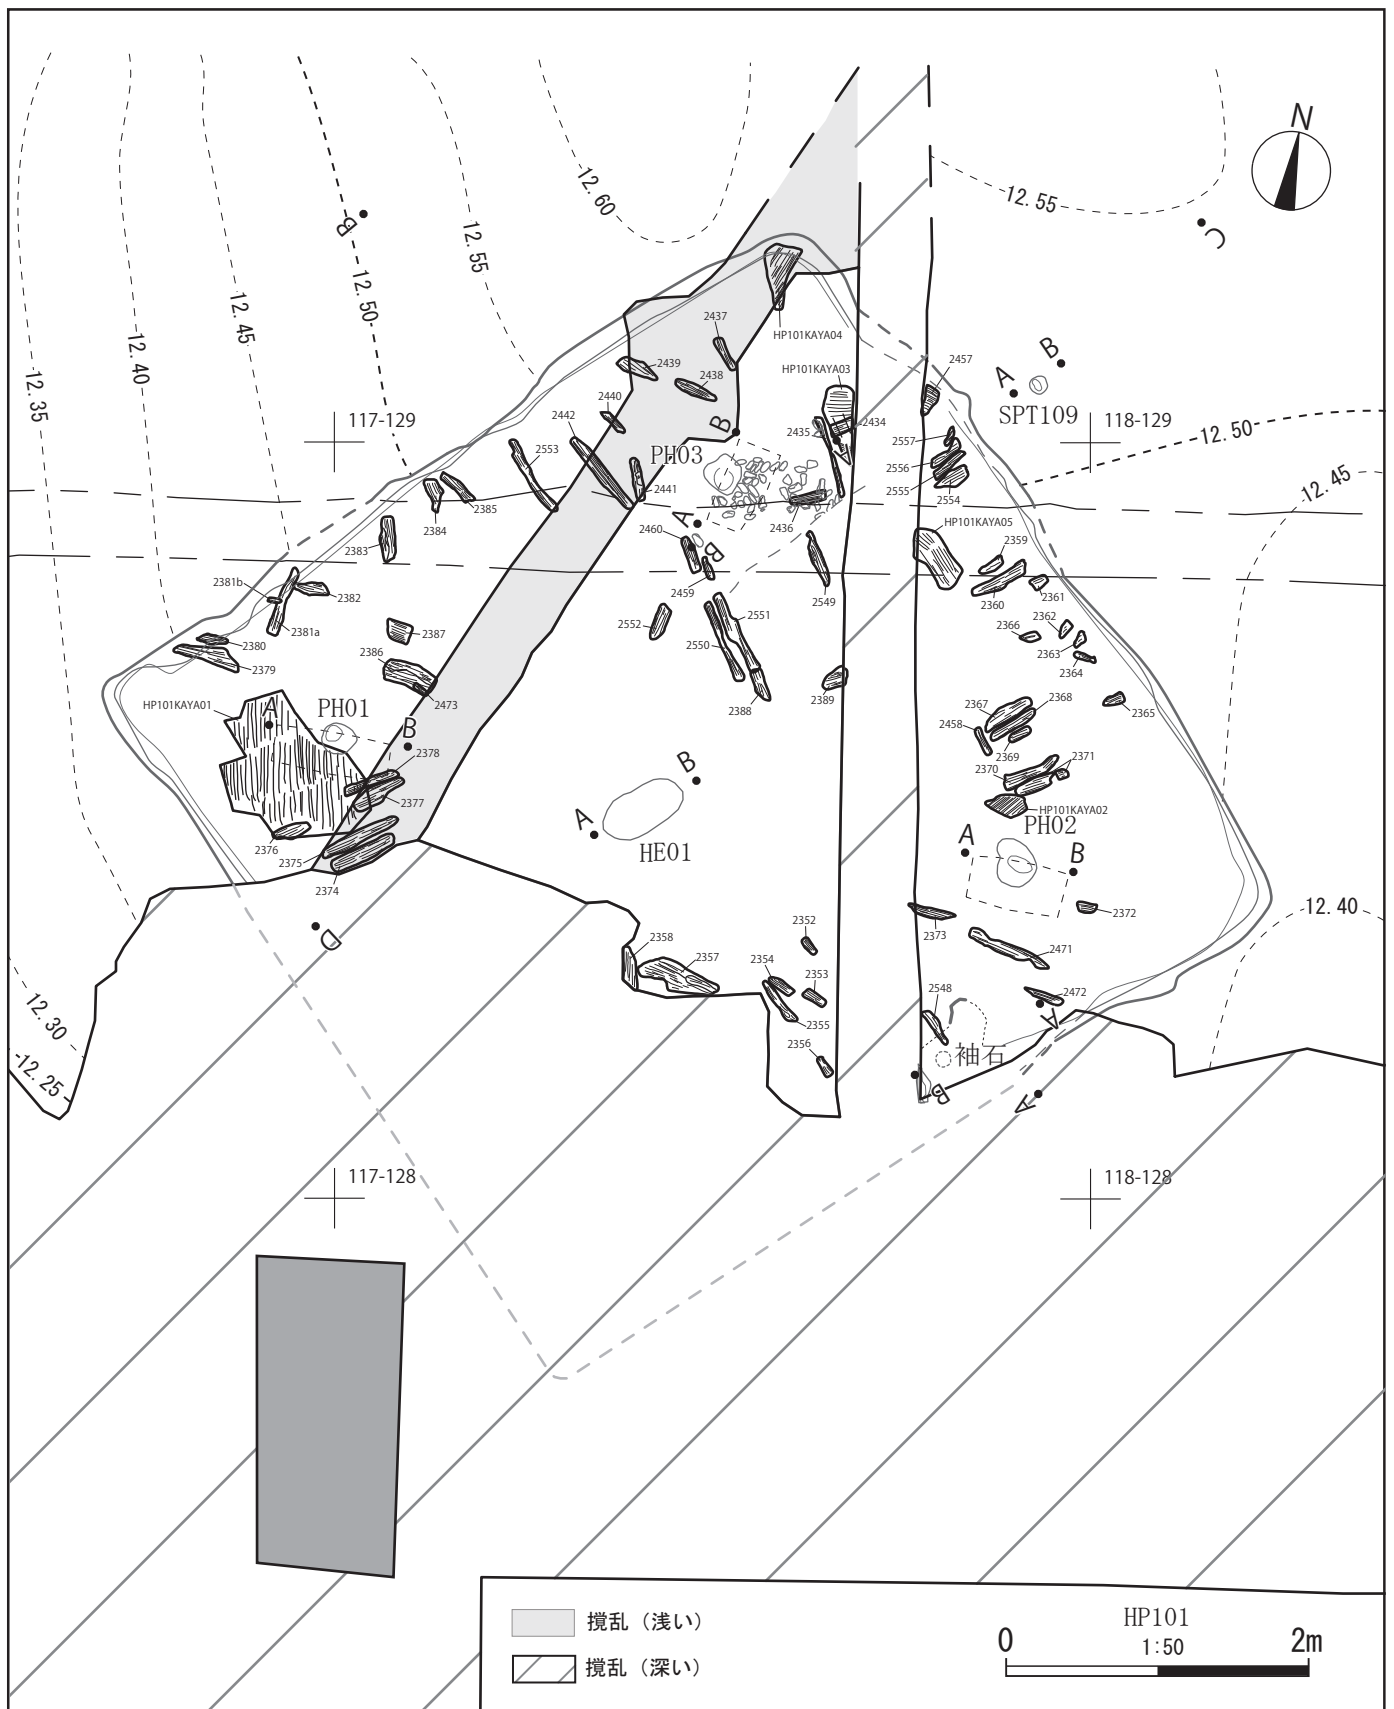 N
12.60
12.55
C
B
12.55
12.50
12.45
12.40
12.35
2437
HP101KAYA04
2439
2438
HP101KAYA03
2457
B
A
SPT109
118-129
12.50
117-129
2440
2442
B
PH03
2434
2435
2557
2556
2555
2554
12.45
2553
2441
2385
2384
2383
A
2460
B
2436
HP101KAYA05
2359
2459
2549
2360
2361
2381b
2382
2381a
2362
2366
2363
2364
2380
2379
2387
2386
2552
2551
2550
2388
2389
2473
2365
HP101KAYA01
A
PH01
B
2378
2367
2368
2458
2369
2370
2371
HP101KAYA02
2377
B
A
HE01
PH02
A
B
2376
2375
2374
2372
2373
12.40
D
2358
2357
2352
2354
2353
2355
2356
2471
2472
A
2548
袖石
B
A
12.30
12.25
117-128
118-128
撹乱（浅い）
撹乱（深い）
HP101
1:50
0
2m